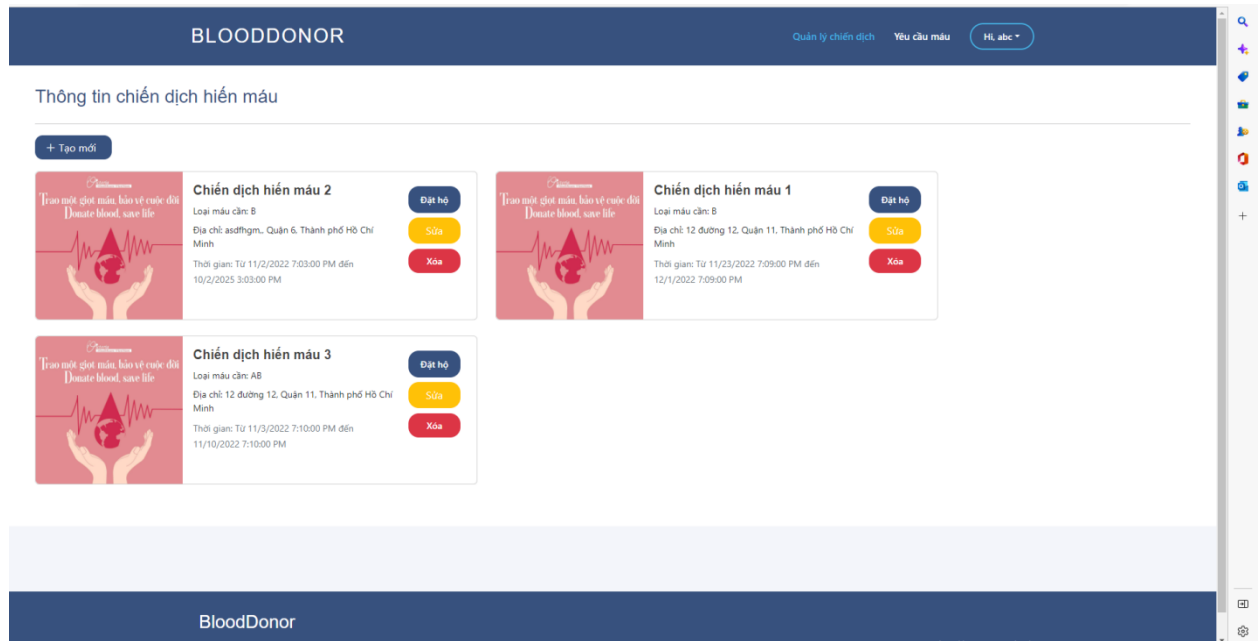 BLOODDONOR
Quản lý chiến dịch
Yêu cầu máu
Hi, abc
Thông tin chiến dịch hiến máu
+ Tạo mới
Trao một giọt máu, bảo vệ cuộc đời
Donate blood, save life
Chiến dịch hiến máu 2
Loại máu cần: B
Địa chỉ: asdfhgm,. Quận 6, Thành phố Hồ Chí
Minh
Thời gian: Từ 11/2/2022 7:03:00 PM đến
10/2/2025 3:03:00 PM
Đặt hộ
Sửa
Xóa
Trao một giọt máu, bảo vệ cuộc đời
Donate blood, save life
Chiến dịch hiến máu 1
Loại máu cần: B
Địa chỉ: 12 đường 12, Quận 11, Thành phố Hồ Chí
Minh
Thời gian: Từ 11/23/2022 7:09:00 PM đến
12/1/2022 7:09:00 PM
Đặt hộ
Sửa
Xóa
Trao một giọt máu, bảo vệ cuộc đời
Donate blood, save life
Chiến dịch hiến máu 3
Loại máu cần: AB
Địa chỉ: 12 đường 12, Quận 11, Thành phố Hồ Chí
Minh
Thời gian: Từ 11/3/2022 7:10:00 PM đến
11/10/2022 7:10:00 PM
Đặt hộ
Sửa
Xóa
BloodDonor